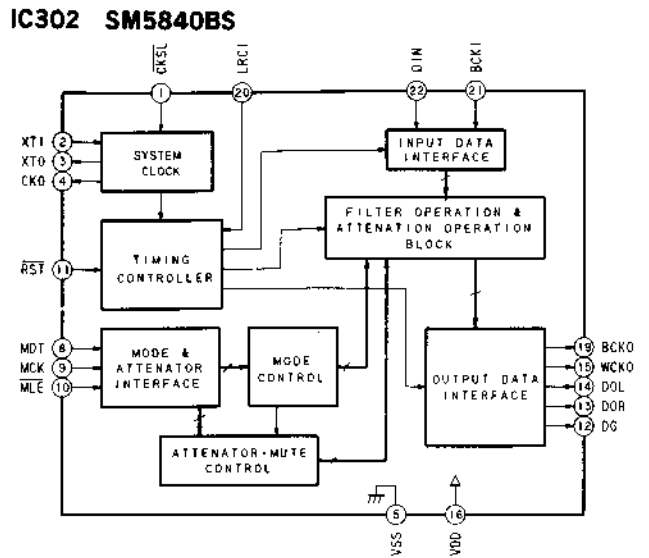 IC302 SM5840BS
CKSL
LRCI
DIN
BCKI
1
20
22
21
XTI 2
XTO 3
CKO 4
SYSTEM
CLOCK
INPUT DATA
INTERFACE
FILTER OPERATION &
ATTENATION OPERATION
BLOCK
RST 11
TIMING
CONTROLLER
MDT 8
MCK 9
MLE 10
MODE &
ATTENATOR
INTERFACE
MODE
CONTROL
OUTPUT DATA
INTERFACE
19 BCKO
15 WCKO
14 DOL
13 DOR
12 DG
ATTENATOR·MUTE
CONTROL
5
16
VSS
VDD